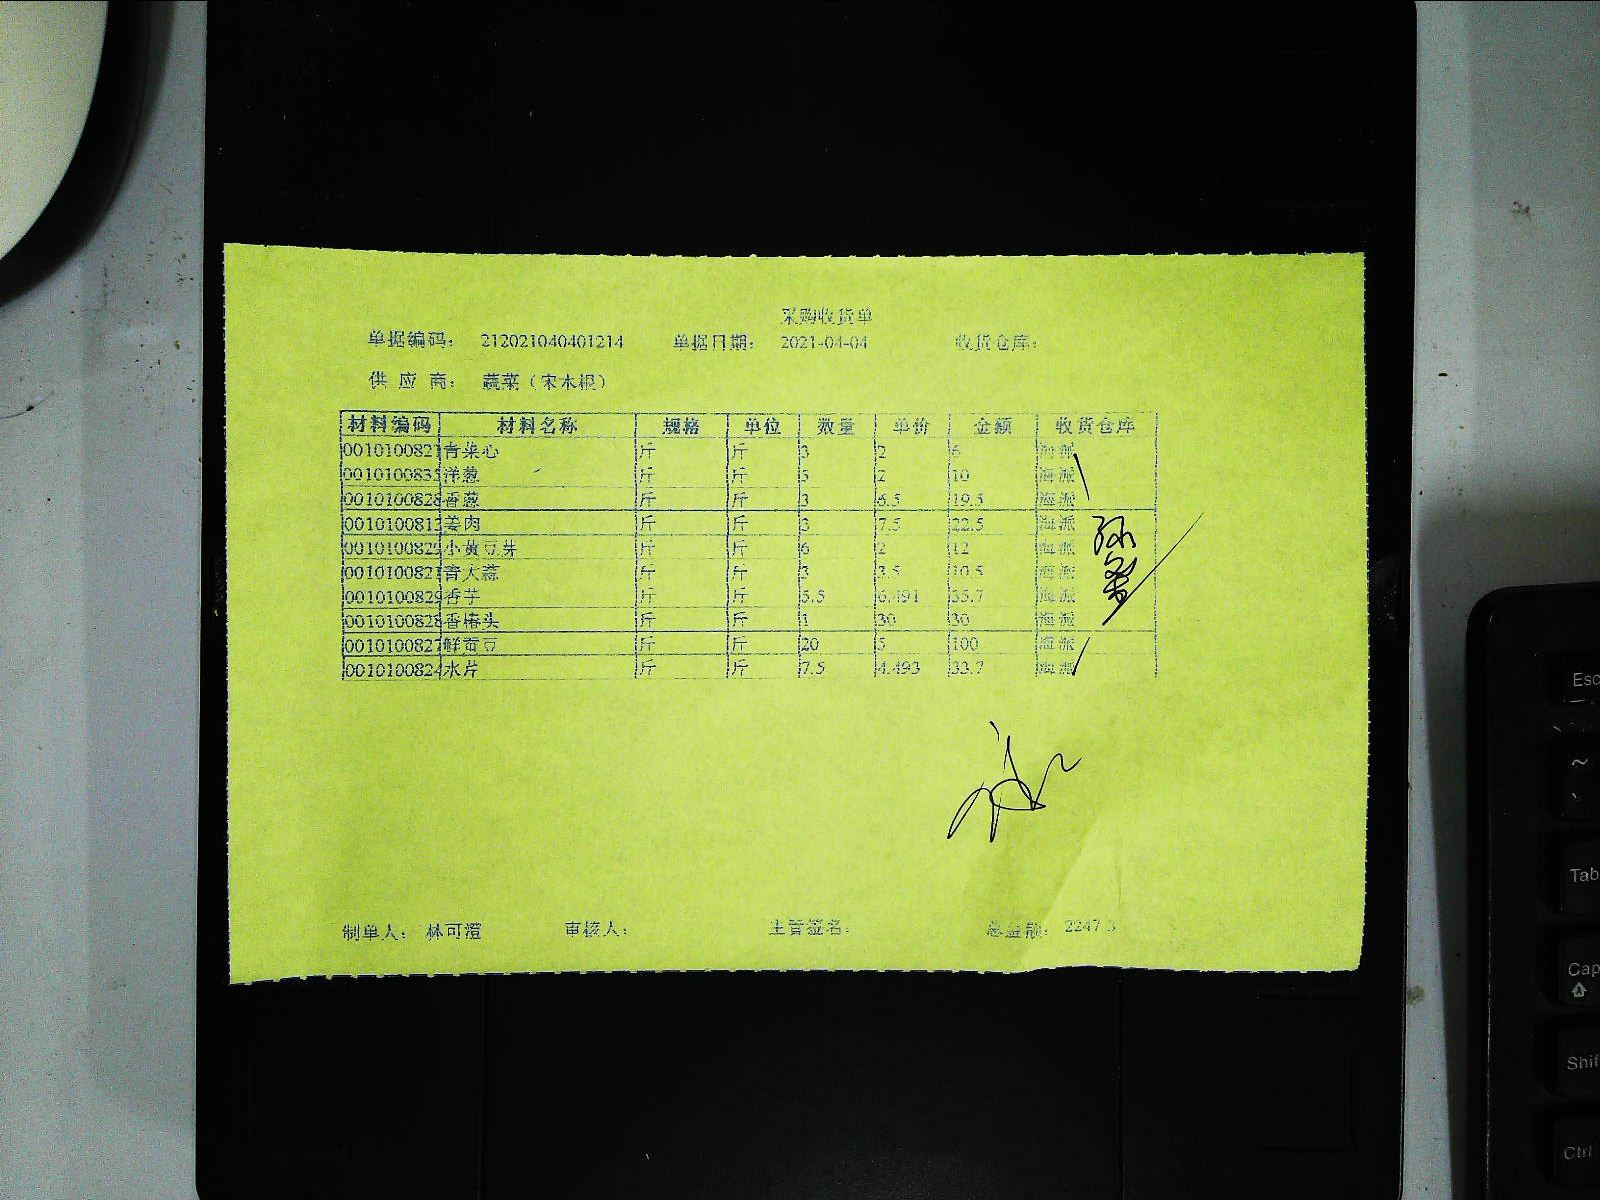 采购收货单
单据编码： 212021040401214 单据日期： 2021-04-04 收货仓库：
供 应 商： 蔬菜（宋木根）
材料编码 材料名称 规格 单位 数量 单价 金额 收货仓库
0010100821 青菜心 斤 斤 3 2 6 海派
0010100835 洋葱 斤 斤 5 2 10 海派
0010100828 香葱 斤 斤 3 6.5 19.5 海派
0010100813 姜肉 斤 斤 3 7.5 22.5 海派
0010100825 小黄豆芽 斤 斤 6 2 12 海派
0010100821 青大蒜 斤 斤 3 3.5 10.5 海派
0010100829 香芋 斤 斤 5.5 6.491 35.7 海派
0010100828 香椿头 斤 斤 1 30 30 海派
0010100827 鲜蚕豆 斤 斤 20 5 100 海派
0010100824 水芹 斤 斤 7.5 4.493 33.7 海派
制单人： 林可澄 审核人： 主管签名： 总金额： 2247.3
Esc
~
Tab
Cap
Shif
Ctrl